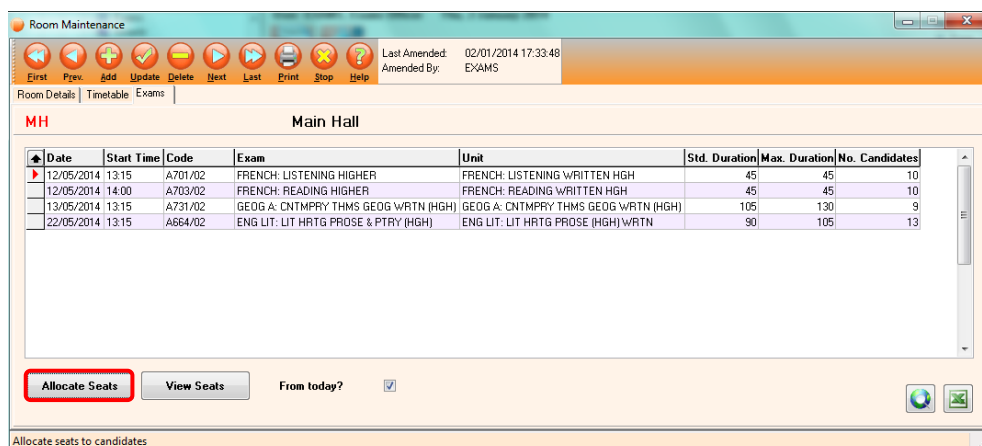 Room Maintenance
First Prev. Add Update Delete Next Last Print Stop Help
Last Amended: 02/01/2014 17:33:48
Amended By: EXAMS
Room Details Timetable Exams
MH Main Hall
Date Start Time Code Exam Unit Std. Duration Max. Duration No. Candidates
12/05/2014 13:15 A701/02 FRENCH: LISTENING HIGHER FRENCH: LISTENING WRITTEN HGH 45 45 10
12/05/2014 14:00 A703/02 FRENCH: READING HIGHER FRENCH: READING WRITTEN HGH 45 45 10
13/05/2014 13:15 A731/02 GEOG A: CNTMPRY THMS GEOG WRTN (HGH) GEOG A: CNTMPRY THMS GEOG WRTN (HGH) 105 130 9
22/05/2014 13:15 A664/02 ENG LIT: LIT HRTG PROSE & PTRY (HGH) ENG LIT: LIT HRTG PROSE (HGH) WRTN 90 105 13
Allocate Seats View Seats From today?
Allocate seats to candidates